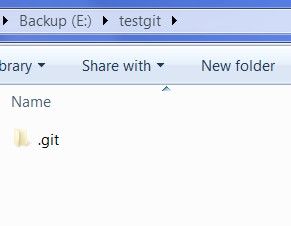 Backup (E:) testgit
brary Share with New folder
Name
.git